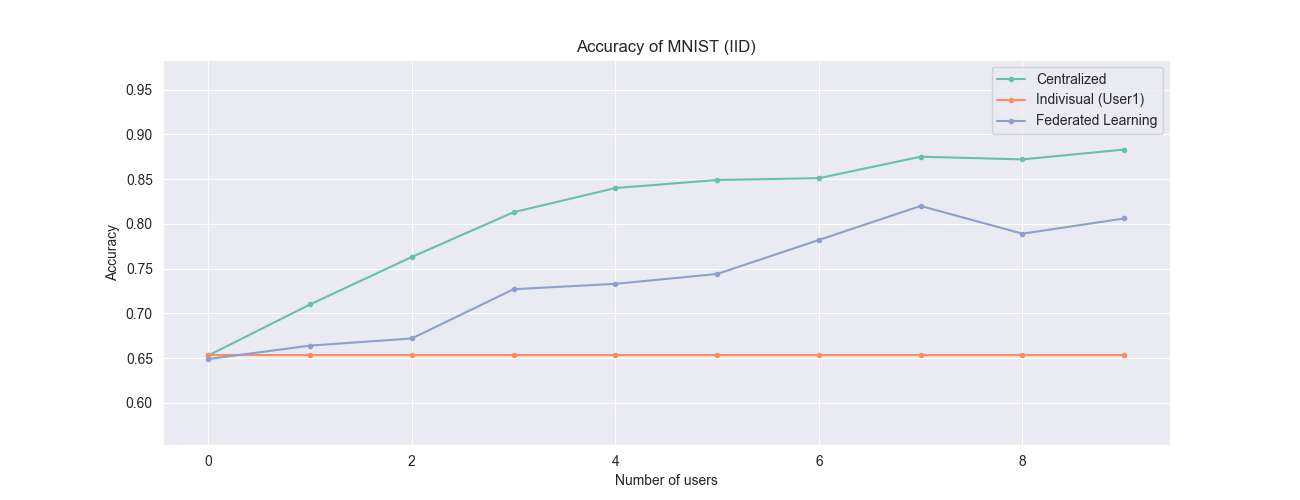 Accuracy of MNIST (IID)
Centralized
Indivisual (User1)
Federated Learning
Accuracy
0.95
0.90
0.85
0.80
0.75
0.70
0.65
0.60
0 2 4 6 8
Number of users